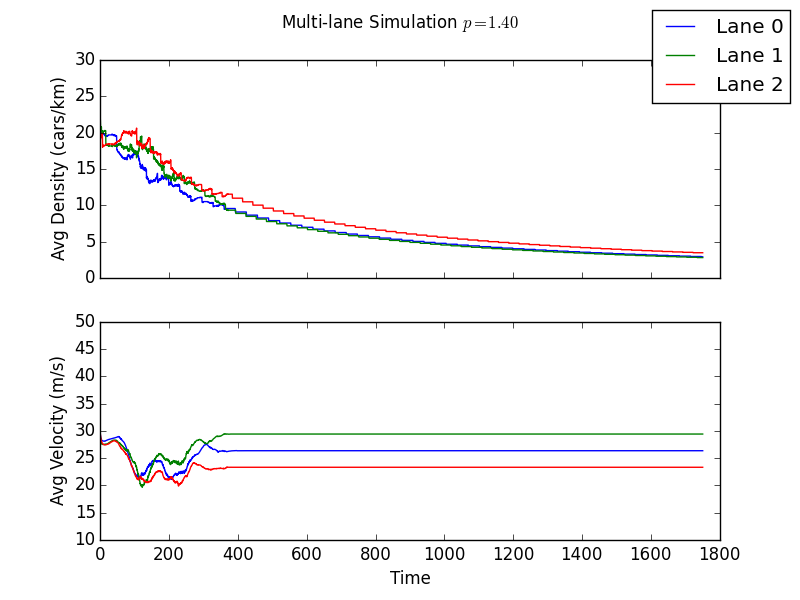 Multi-lane Simulation p=1.40
Lane 0
Lane 1
Lane 2
30
25
20
15
10
5
0
Avg Density (cars/km)
50
45
40
35
30
25
20
15
10
Avg Velocity (m/s)
0 200 400 600 800 1000 1200 1400 1600 1800
Time